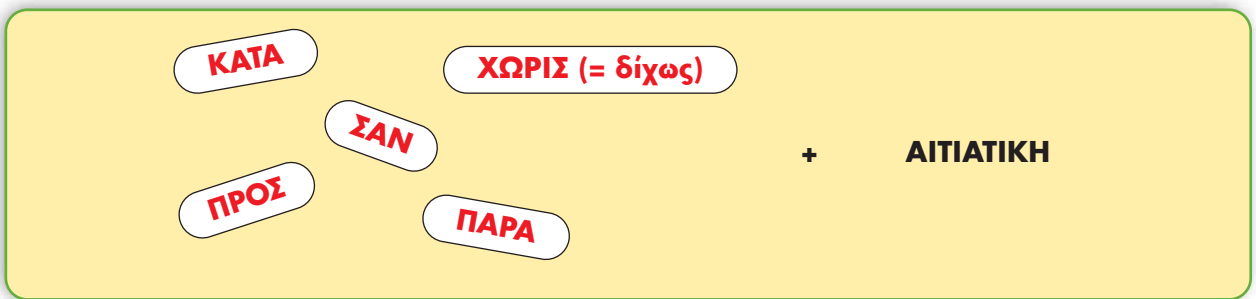 ΚΑΤΑ
ΧΩΡΙΣ (= δίχως)
ΣΑΝ
+ ΑΙΤΙΑΤΙΚΗ
ΠΡΟΣ
ΠΑΡΑ